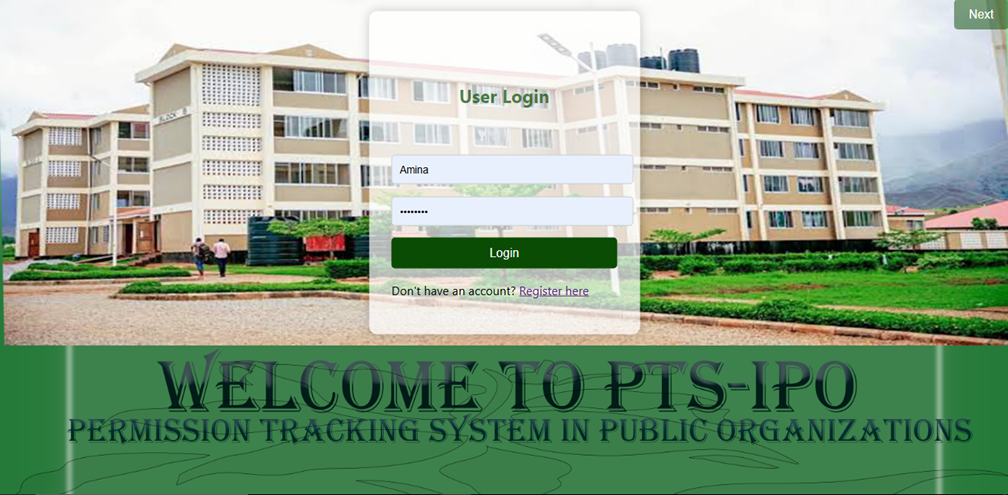 Next
User Login
BLOCK B
Amina
••••••••
Login
Don't have an account? Register here
WELCOME TO PTS-IPO
PERMISSION TRACKING SYSTEM IN PUBLIC ORGANIZATIONS